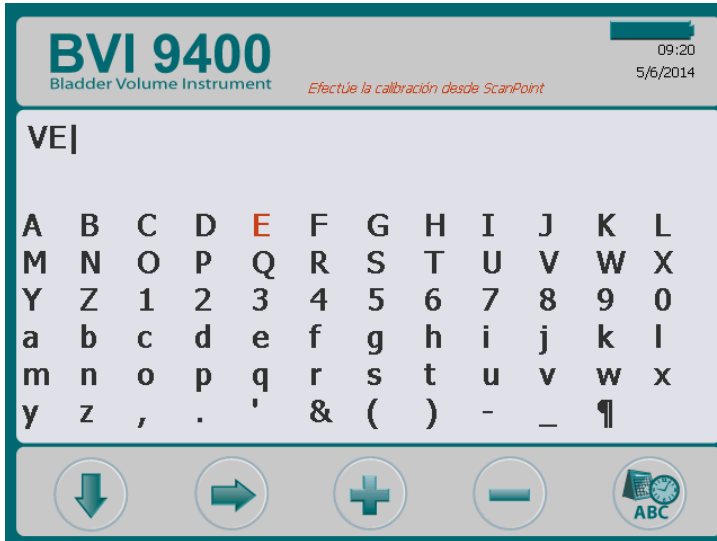 BVI 9400
Bladder Volume Instrument
Efectúe la calibración desde ScanPoint
09:20
5/6/2014
VE|
A B C D E F G H I J K L
M N O P Q R S T U V W X
Y Z 1 2 3 4 5 6 7 8 9 0
a b c d e f g h i j k l
m n o p q r s t u v w x
y z , . ' & ( ) - _ ¶
ABC